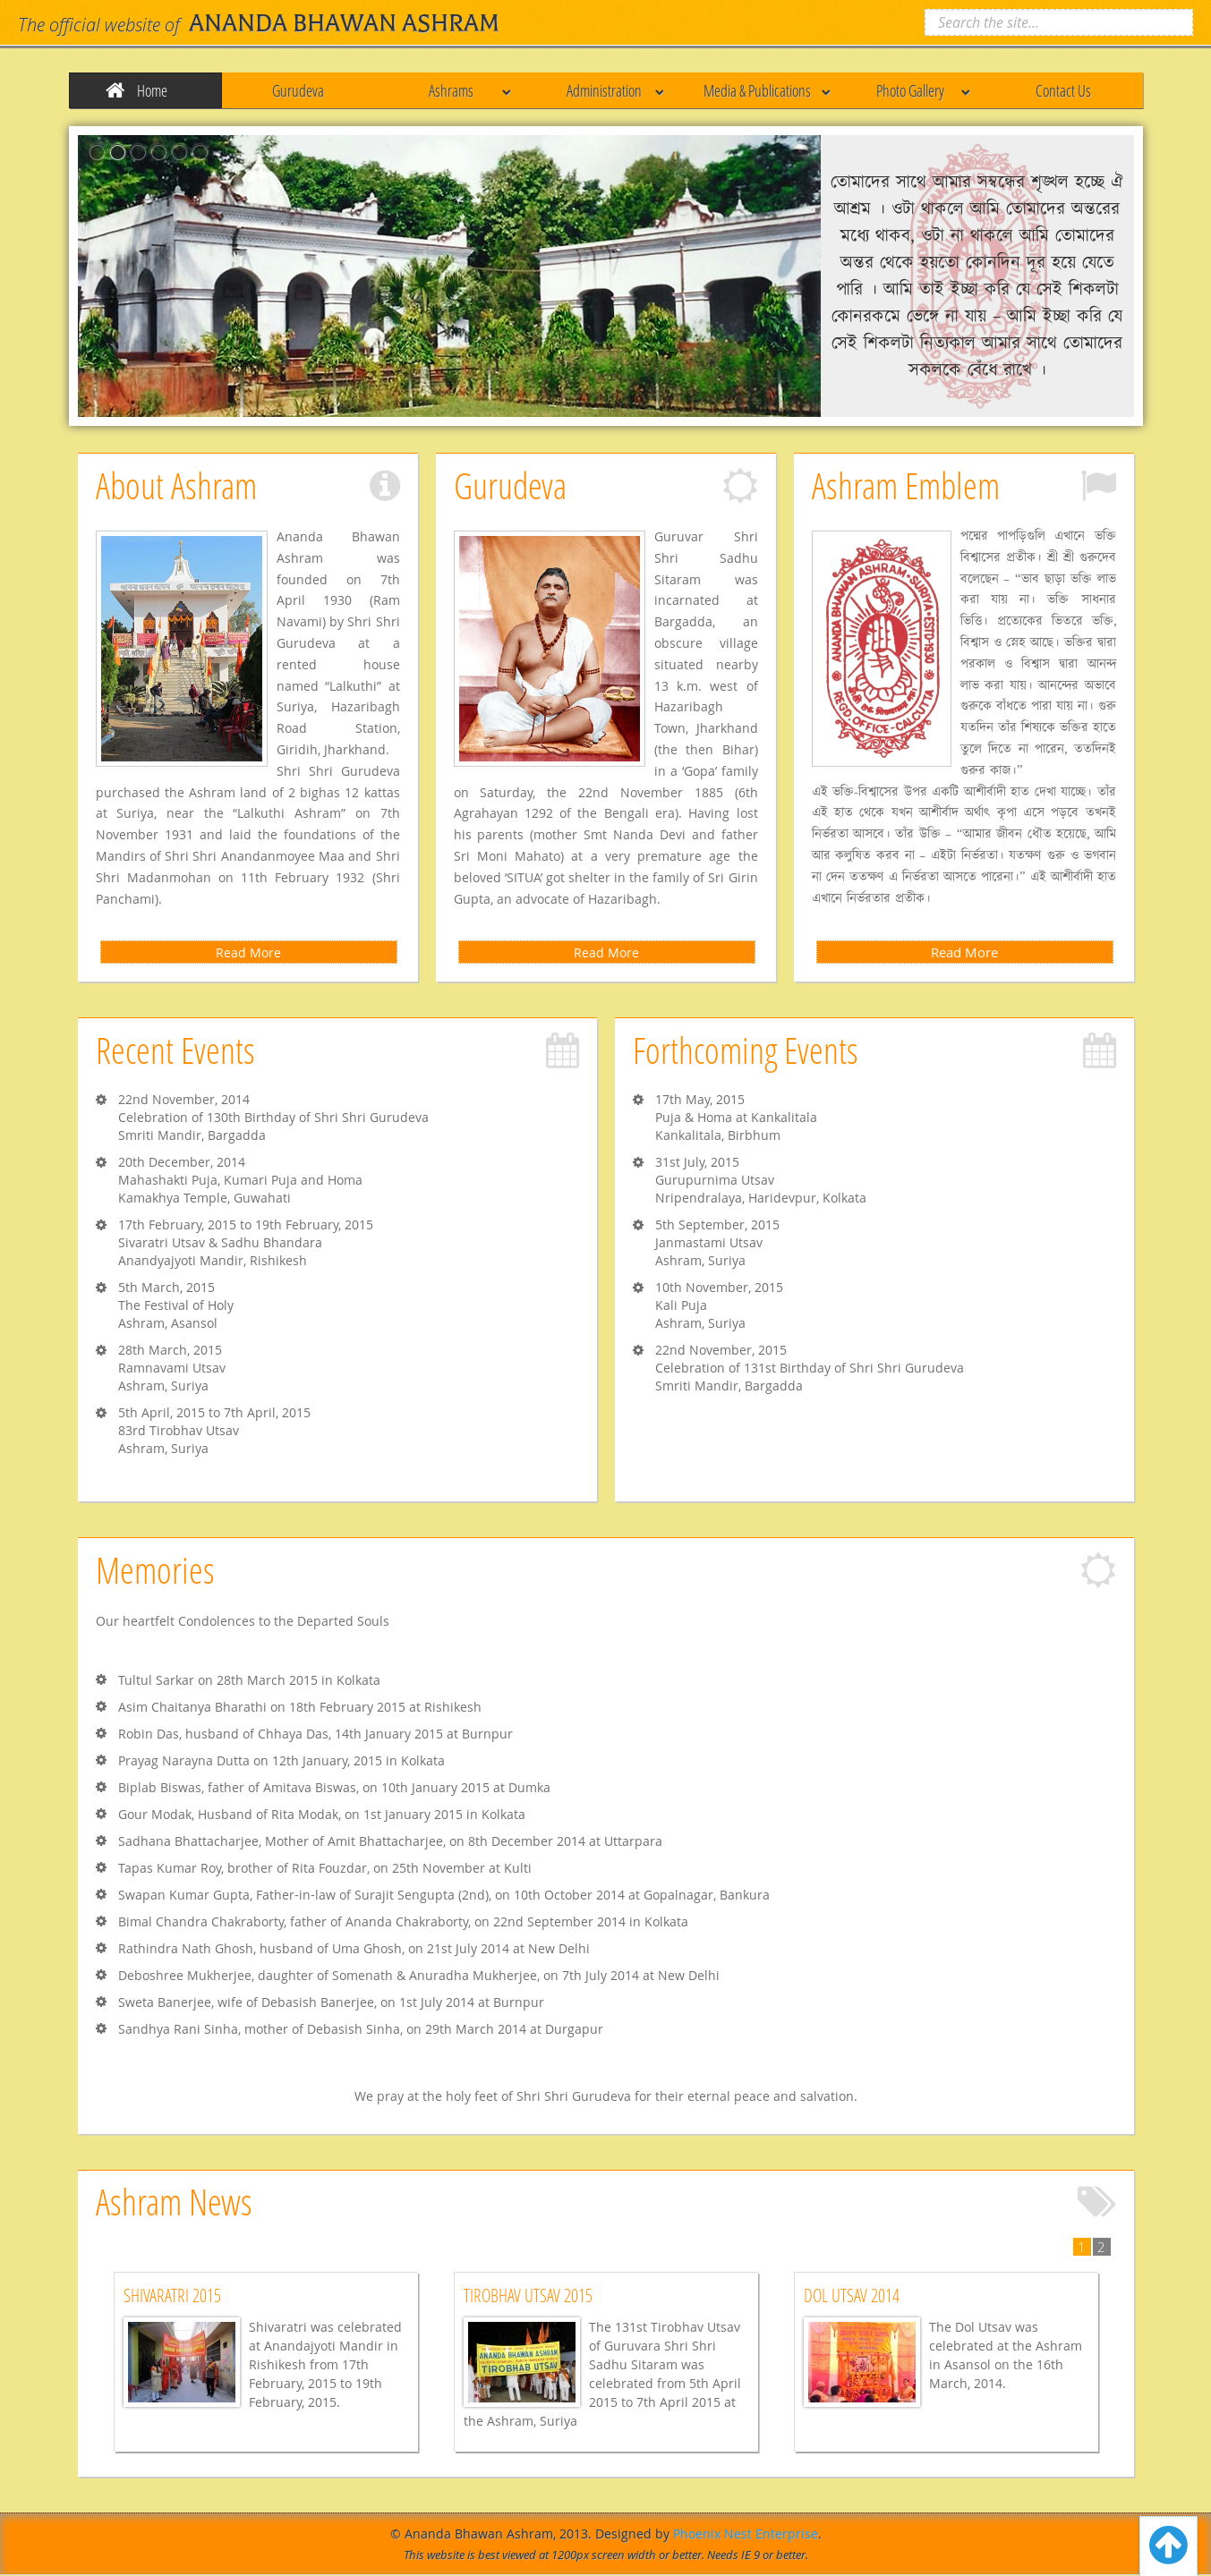 The official website of ANANDA BHAWAN ASHRAM
Search the site...
Home Gurudeva Ashrams Administration Media & Publications Photo Gallery Contact Us
তোমাদের সাথে আমার সম্বন্ধের শৃঙ্খল হচ্ছে ঐ
আশ্রম । ওটা থাকলে আমি তোমাদের অন্তরের
মধ্যে থাকব, ওটা না থাকলে আমি তোমাদের
অন্তর থেকে হয়তো কোনদিন দূর হয়ে যেতে
পারি । আমি তাই ইচ্ছা করি যে সেই শিকলটা
কোনরকমে ভেঙ্গে না যায় – আমি ইচ্ছা করি যে
সেই শিকলটা নিত্যকাল আমার সাথে তোমাদের
সকলকে বেঁধে রাখে ।
About Ashram
Ananda Bhawan
Ashram was
founded on 7th
April 1930 (Ram
Navami) by Shri Shri
Gurudeva at a
rented house
named “Lalkuthi” at
Suriya, Hazaribagh
Road Station,
Giridih, Jharkhand.
Shri Shri Gurudeva
purchased the Ashram land of 2 bighas 12 kattas
at Suriya, near the “Lalkuthi Ashram” on 7th
November 1931 and laid the foundations of the
Mandirs of Shri Shri Anandanmoyee Maa and Shri
Shri Madanmohan on 11th February 1932 (Shri
Panchami).
Read More
Gurudeva
Guruvar Shri
Shri Sadhu
Sitaram was
incarnated at
Bargadda, an
obscure village
situated nearby
13 k.m. west of
Hazaribagh
Town, Jharkhand
(the then Bihar)
in a ‘Gopa’ family
on Saturday, the 22nd November 1885 (6th
Agrahayan 1292 of the Bengali era). Having lost
his parents (mother Smt Nanda Devi and father
Sri Moni Mahato) at a very premature age the
beloved ‘SITUA’ got shelter in the family of Sri Girin
Gupta, an advocate of Hazaribagh.
Read More
Ashram Emblem
ANANDA BHAWAN ASHRAM, SURIYA, ESTD 1930
REGD OFFICE - CALCUTTA
পদ্মের পাপড়িগুলি এখানে ভক্তি
বিশ্বাসের প্রতীক। শ্রী শ্রী গুরুদেব
বলেছেন – “ভাব ছাড়া ভক্তি লাভ
করা যায় না। ভক্তি সাধনার
ভিত্তি। প্রত্যেকের ভিতরে ভক্তি,
বিশ্বাস ও স্নেহ আছে। ভক্তির দ্বারা
পরকাল ও বিশ্বাস দ্বারা আনন্দ
লাভ করা যায়। আনন্দের অভাবে
গুরুকে বাঁধতে পারা যায় না। গুরু
যতদিন তাঁর শিষ্যকে ভক্তির হাতে
তুলে দিতে না পারেন, ততদিনই
গুরুর কাজ।”
এই ভক্তি-বিশ্বাসের উপর একটি আশীর্বাদী হাত দেখা যাচ্ছে। তাঁর
এই হাত থেকে যখন আশীর্বাদ অর্থাৎ কৃপা এসে পড়বে তখনই
নির্ভরতা আসবে। তাঁর উক্তি – “আমার জীবন ধৌত হয়েছে, আমি
আর কলুষিত করব না – এইটা নির্ভরতা। যতক্ষণ গুরু ও ভগবান
না দেন ততক্ষণ এ নির্ভরতা আসতে পারেনা।” এই আশীর্বাদী হাত
এখানে নির্ভরতার প্রতীক।
Read More
Recent Events
22nd November, 2014
Celebration of 130th Birthday of Shri Shri Gurudeva
Smriti Mandir, Bargadda
20th December, 2014
Mahashakti Puja, Kumari Puja and Homa
Kamakhya Temple, Guwahati
17th February, 2015 to 19th February, 2015
Sivaratri Utsav & Sadhu Bhandara
Anandyajyoti Mandir, Rishikesh
5th March, 2015
The Festival of Holy
Ashram, Asansol
28th March, 2015
Ramnavami Utsav
Ashram, Suriya
5th April, 2015 to 7th April, 2015
83rd Tirobhav Utsav
Ashram, Suriya
Forthcoming Events
17th May, 2015
Puja & Homa at Kankalitala
Kankalitala, Birbhum
31st July, 2015
Gurupurnima Utsav
Nripendralaya, Haridevpur, Kolkata
5th September, 2015
Janmastami Utsav
Ashram, Suriya
10th November, 2015
Kali Puja
Ashram, Suriya
22nd November, 2015
Celebration of 131st Birthday of Shri Shri Gurudeva
Smriti Mandir, Bargadda
Memories
Our heartfelt Condolences to the Departed Souls
Tultul Sarkar on 28th March 2015 in Kolkata
Asim Chaitanya Bharathi on 18th February 2015 at Rishikesh
Robin Das, husband of Chhaya Das, 14th January 2015 at Burnpur
Prayag Narayna Dutta on 12th January, 2015 in Kolkata
Biplab Biswas, father of Amitava Biswas, on 10th January 2015 at Dumka
Gour Modak, Husband of Rita Modak, on 1st January 2015 in Kolkata
Sadhana Bhattacharjee, Mother of Amit Bhattacharjee, on 8th December 2014 at Uttarpara
Tapas Kumar Roy, brother of Rita Fouzdar, on 25th November at Kulti
Swapan Kumar Gupta, Father-in-law of Surajit Sengupta (2nd), on 10th October 2014 at Gopalnagar, Bankura
Bimal Chandra Chakraborty, father of Ananda Chakraborty, on 22nd September 2014 in Kolkata
Rathindra Nath Ghosh, husband of Uma Ghosh, on 21st July 2014 at New Delhi
Deboshree Mukherjee, daughter of Somenath & Anuradha Mukherjee, on 7th July 2014 at New Delhi
Sweta Banerjee, wife of Debasish Banerjee, on 1st July 2014 at Burnpur
Sandhya Rani Sinha, mother of Debasish Sinha, on 29th March 2014 at Durgapur
We pray at the holy feet of Shri Shri Gurudeva for their eternal peace and salvation.
Ashram News
1 2
SHIVARATRI 2015
Shivaratri was celebrated
at Anandajyoti Mandir in
Rishikesh from 17th
February, 2015 to 19th
February, 2015.
TIROBHAV UTSAV 2015
ANANDA BHAWAN ASHRAM
TIROBHAB UTSAV
The 131st Tirobhav Utsav
of Guruvara Shri Shri
Sadhu Sitaram was
celebrated from 5th April
2015 to 7th April 2015 at
the Ashram, Suriya
DOL UTSAV 2014
The Dol Utsav was
celebrated at the Ashram
in Asansol on the 16th
March, 2014.
© Ananda Bhawan Ashram, 2013. Designed by Phoenix Nest Enterprise.
This website is best viewed at 1200px screen width or better. Needs IE 9 or better.